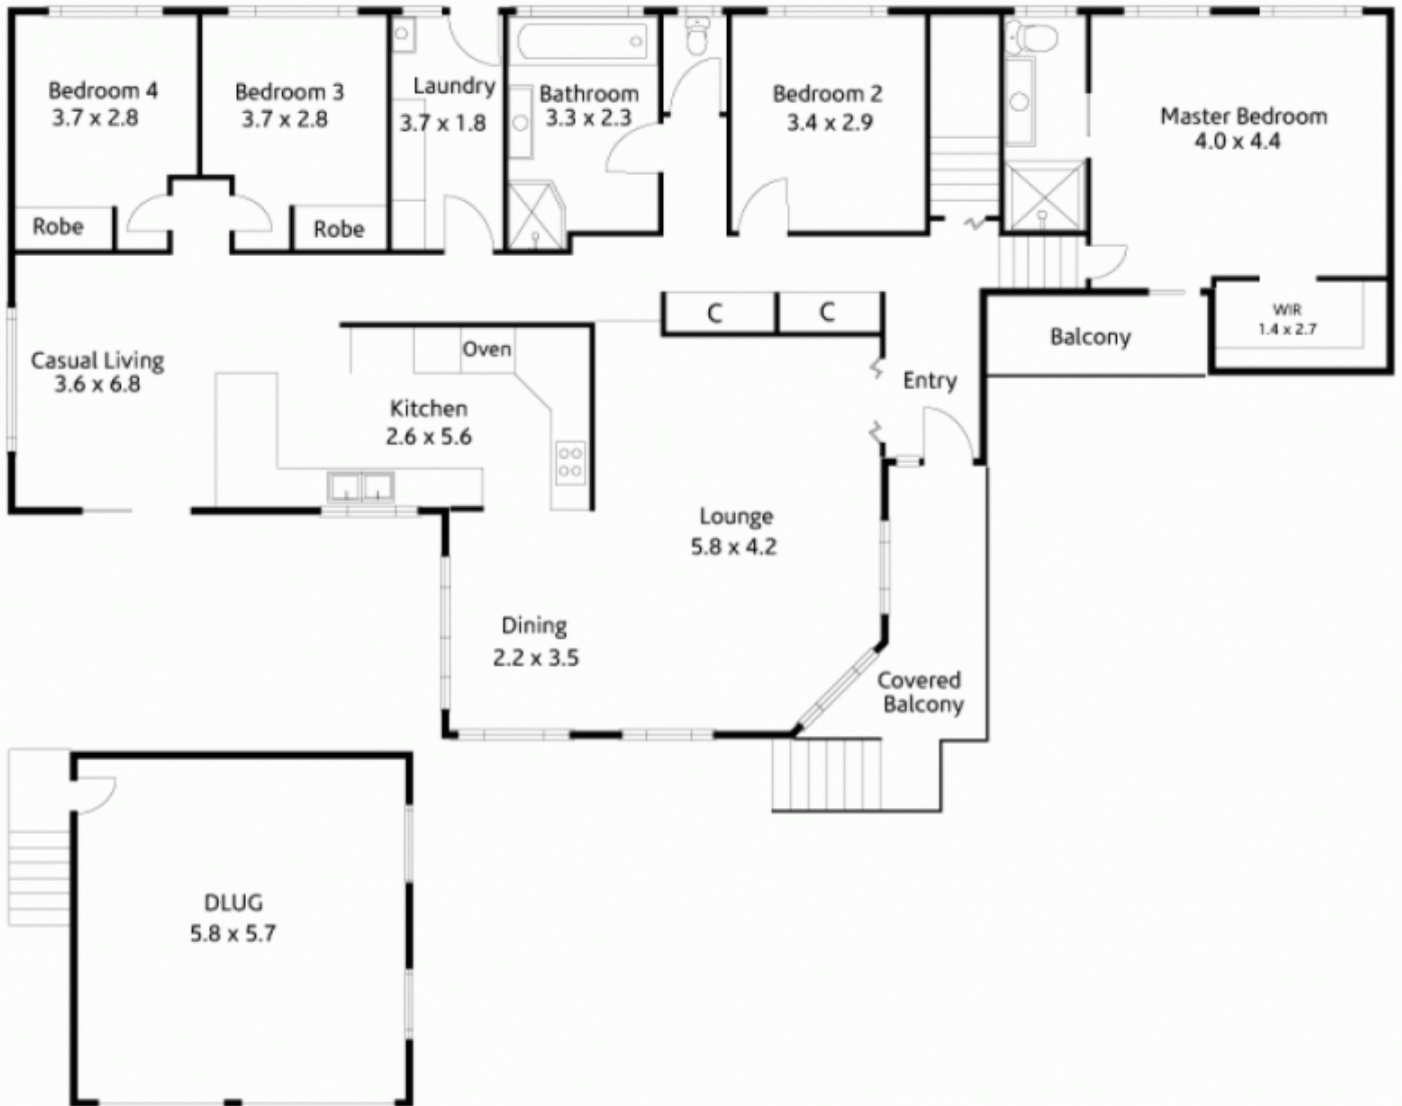 Bedroom 4
3.7 x 2.8
Bedroom 3
3.7 x 2.8
Laundry
3.7 x 1.8
Bathroom
3.3 x 2.3
Bedroom 2
3.4 x 2.9
Master Bedroom
4.0 x 4.4
Robe
Robe
C
C
WIR
1.4 x 2.7
Balcony
Casual Living
3.6 x 6.8
Oven
Kitchen
2.6 x 5.6
Entry
Lounge
5.8 x 4.2
Dining
2.2 x 3.5
Covered
Balcony
DLUG
5.8 x 5.7